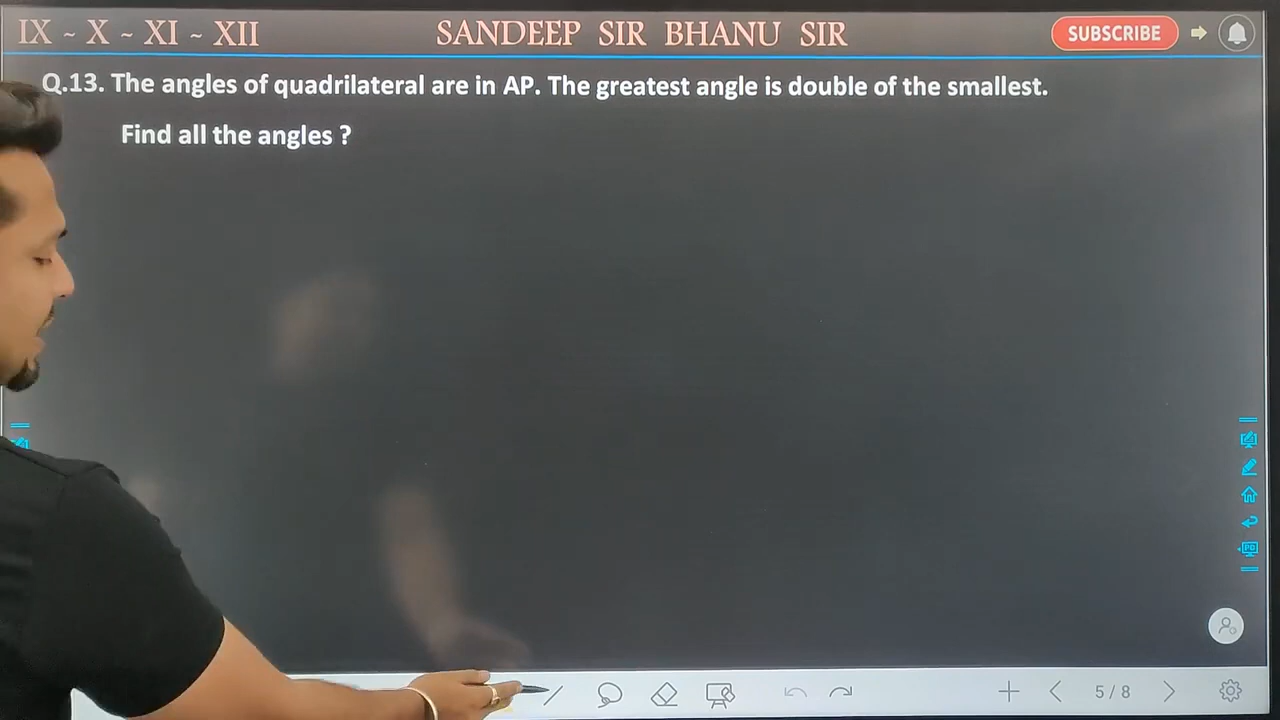 IX ~ X ~ XI ~ XII SANDEEP SIR BHANU SIR SUBSCRIBE
Q.13. The angles of quadrilateral are in AP. The greatest angle is double of the smallest.
Find all the angles ?
PD
5 / 8